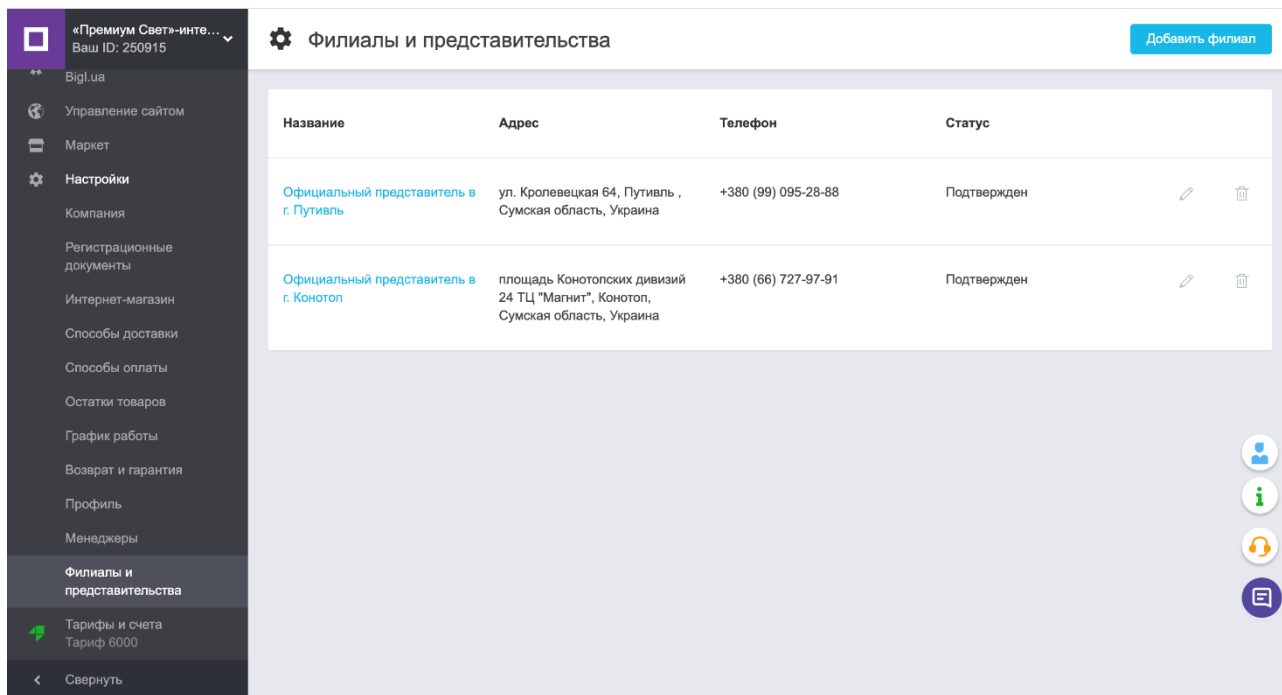 «Премиум Свет»-инте...
Ваш ID: 250915
Bigl.ua
Управление сайтом
Маркет
Настройки
Компания
Регистрационные
документы
Интернет-магазин
Способы доставки
Способы оплаты
Остатки товаров
График работы
Возврат и гарантия
Профиль
Менеджеры
Филиалы и
представительства
Тарифы и счета
Тариф 6000
Свернуть
Филиалы и представительства
Добавить филиал
Название Адрес Телефон Статус
Официальный представитель в ул. Кролевецкая 64, Путивль , +380 (99) 095-28-88 Подтвержден
г. Путивль Сумская область, Украина
Официальный представитель в площадь Конотопских дивизий +380 (66) 727-97-91 Подтвержден
г. Конотоп 24 ТЦ "Магнит", Конотоп,
Сумская область, Украина